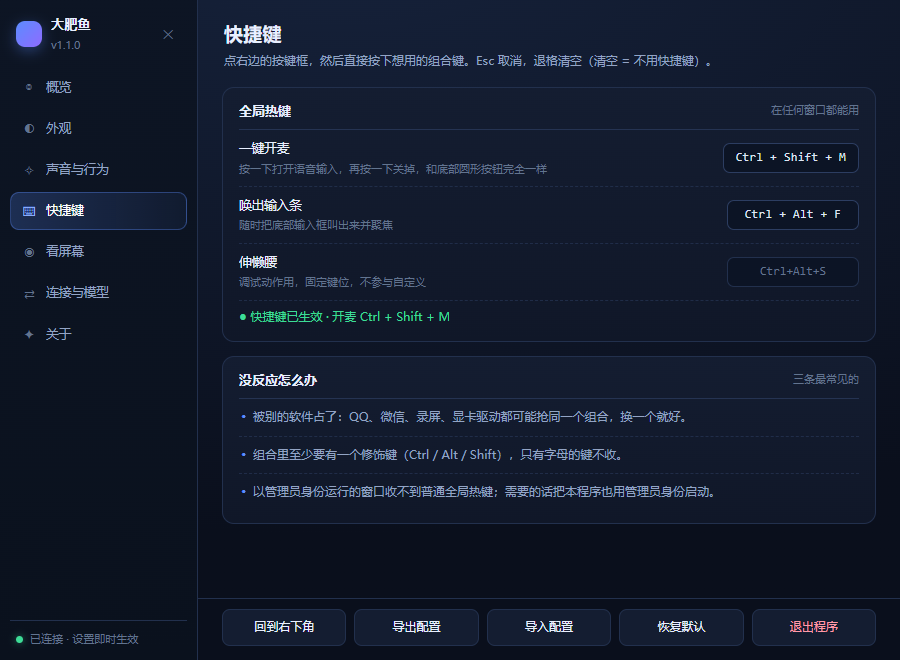 大肥鱼
v1.1.0
概览
外观
声音与行为
快捷键
看屏幕
连接与模型
关于
已连接 · 设置即时生效
快捷键
点右边的按键框，然后直接按下想用的组合键。Esc 取消，退格清空（清空 = 不用快捷键）。
全局热键 在任何窗口都能用
一键开麦
按一下打开语音输入，再按一下关掉，和底部圆形按钮完全一样
Ctrl + Shift + M
唤出输入条
随时把底部输入框叫出来并聚焦
Ctrl + Alt + F
伸懒腰
调试动作用，固定键位，不参与自定义
Ctrl+Alt+S
快捷键已生效 · 开麦 Ctrl + Shift + M
没反应怎么办 三条最常见的
• 被别的软件占了：QQ、微信、录屏、显卡驱动都可能抢同一个组合，换一个就好。
• 组合里至少要有一个修饰键（Ctrl / Alt / Shift），只有字母的键不收。
• 以管理员身份运行的窗口收不到普通全局热键；需要的话把本程序也用管理员身份启动。
回到右下角 导出配置 导入配置 恢复默认 退出程序